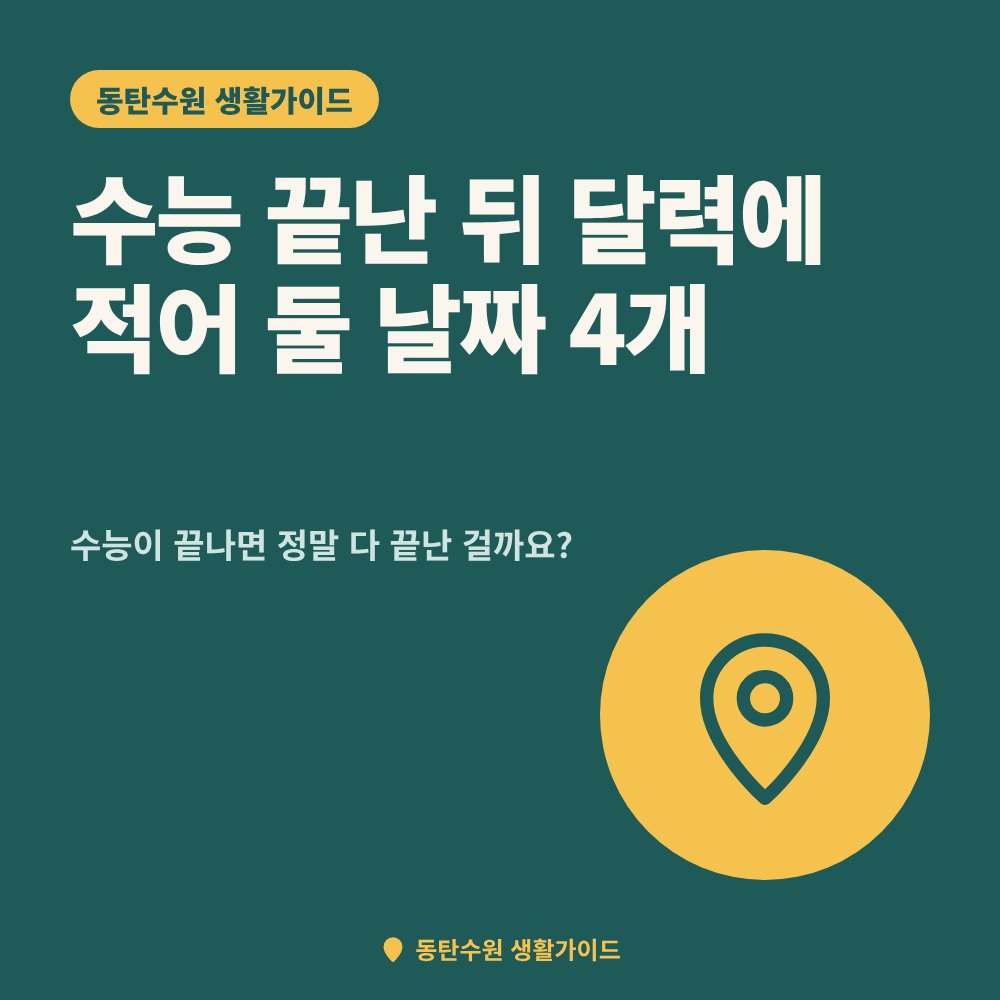 동탄수원 생활가이드
수능 끝난 뒤 달력에
적어 둘 날짜 4개
수능이 끝나면 정말 다 끝난 걸까요?
동탄수원 생활가이드